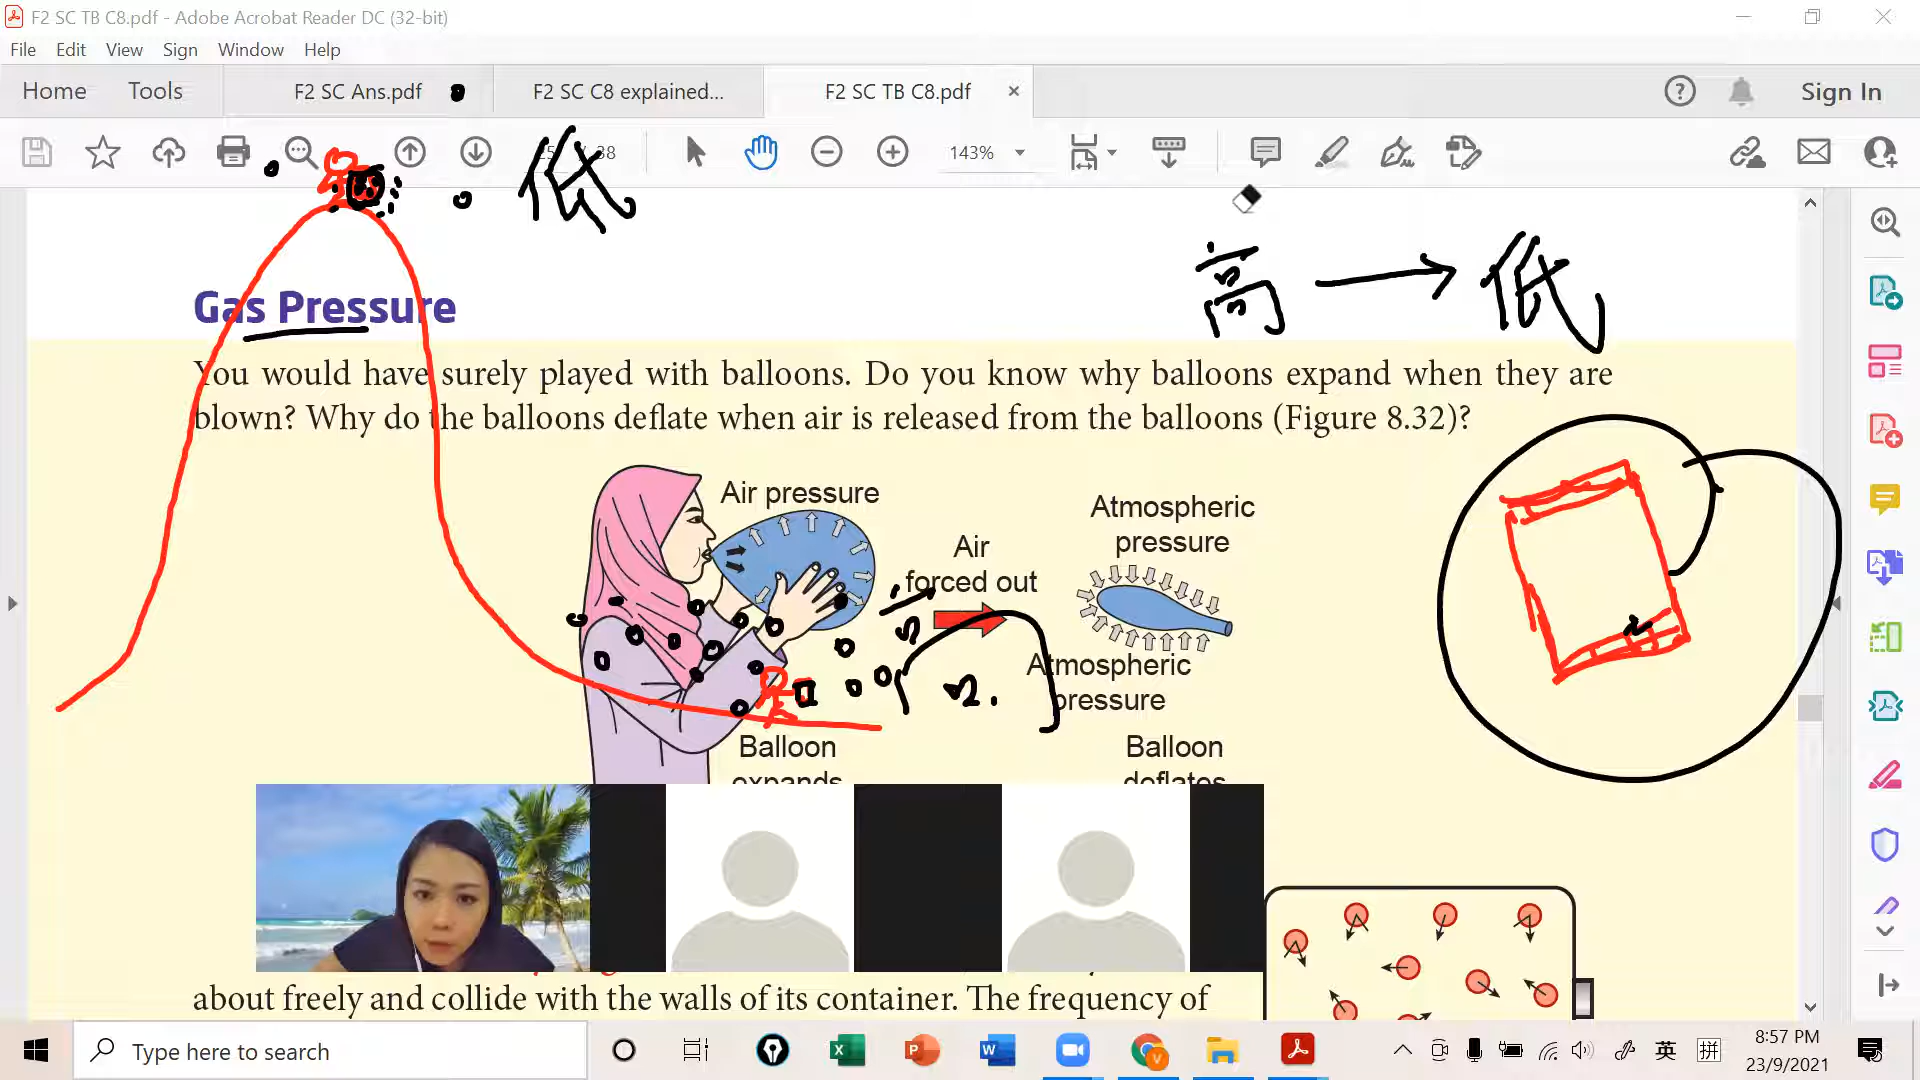 F2 SC TB C8.pdf - Adobe Acrobat Reader DC (32-bit)
File Edit View Sign Window Help
Home Tools F2 SC Ans.pdf F2 SC C8 explained... F2 SC TB C8.pdf × Sign In
38 143%
低
高 → 低
Gas Pressure
You would have surely played with balloons. Do you know why balloons expand when they are
blown? Why do the balloons deflate when air is released from the balloons (Figure 8.32)?
Air pressure
Air
forced out
Atmospheric
pressure
Atmospheric
pressure
Balloon
expands
Balloon
deflates
about freely and collide with the walls of its container. The frequency of
Type here to search
英 拼
8:57 PM
23/9/2021